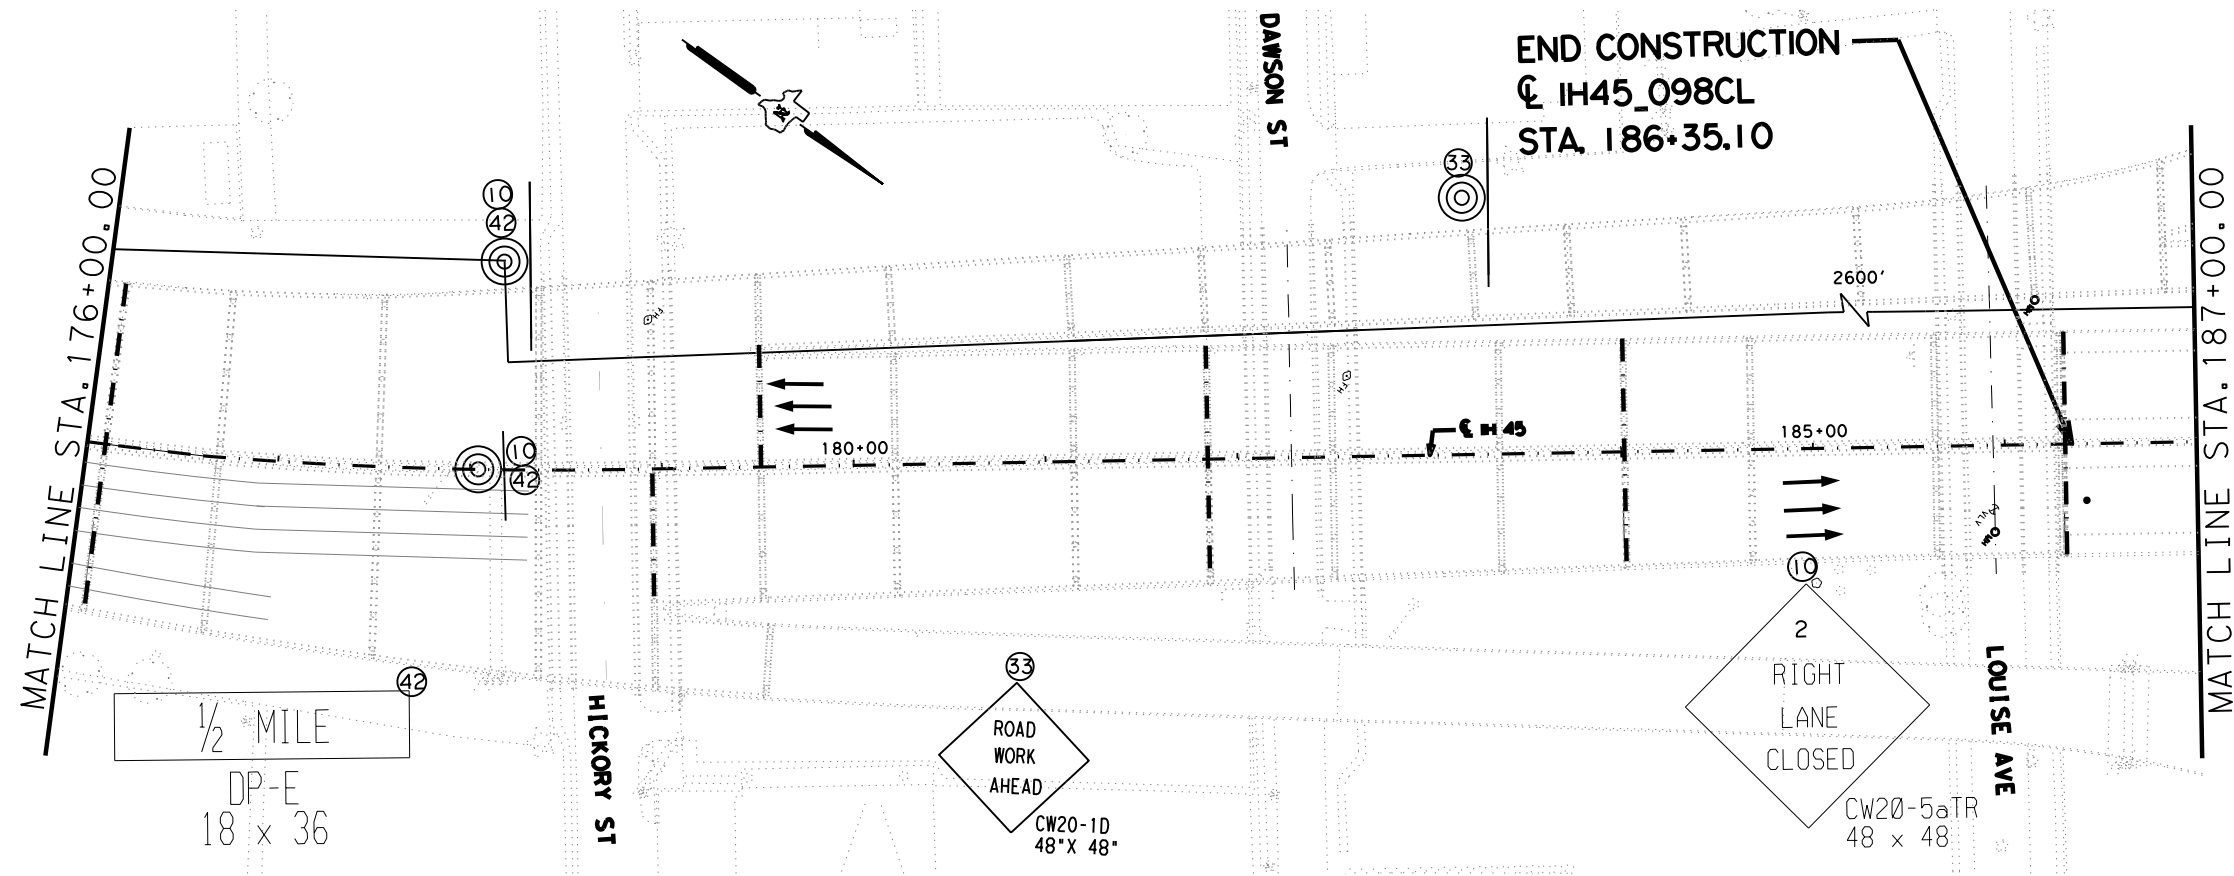 DAWSON ST
END CONSTRUCTION
℄ IH45_098CL
STA. 186+35.10
MATCH LINE STA. 176+00.00
10
42
33
2600'
FH
FH
℄ IH 45
180+00
185+00
10
42
MATCH LINE STA. 187+00.00
10
2
RIGHT
LANE
CLOSED
CW20-5aTR
48 x 48
33
ROAD
WORK
AHEAD
CW20-1D
48"X 48"
42
1/2 MILE
DP-E
18 x 36
HICKORY ST
LOUISE AVE